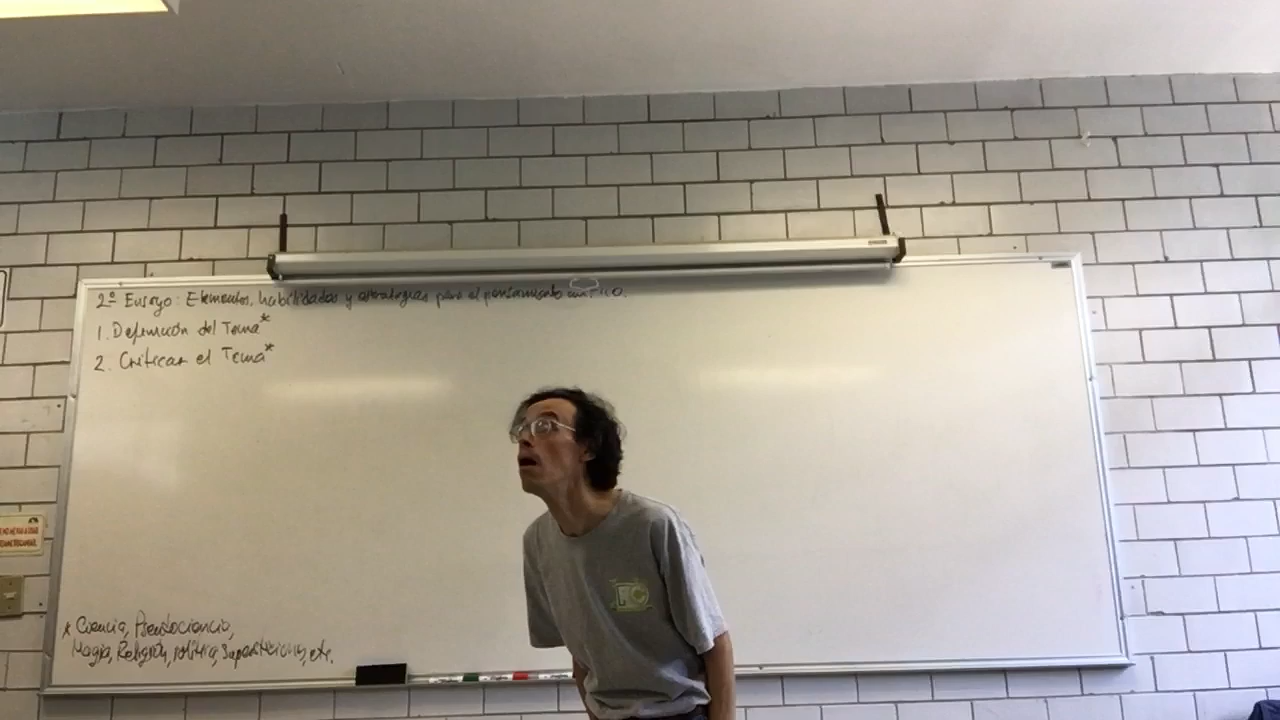 2º Ensayo: Elementos, habilidades y estrategias para el pensamiento crítico.
1. Definición del Tema*
2. Criticar el Tema*
* Ciencia, Pseudociencia,
Magia, Religión, política, supersticiones, etc.